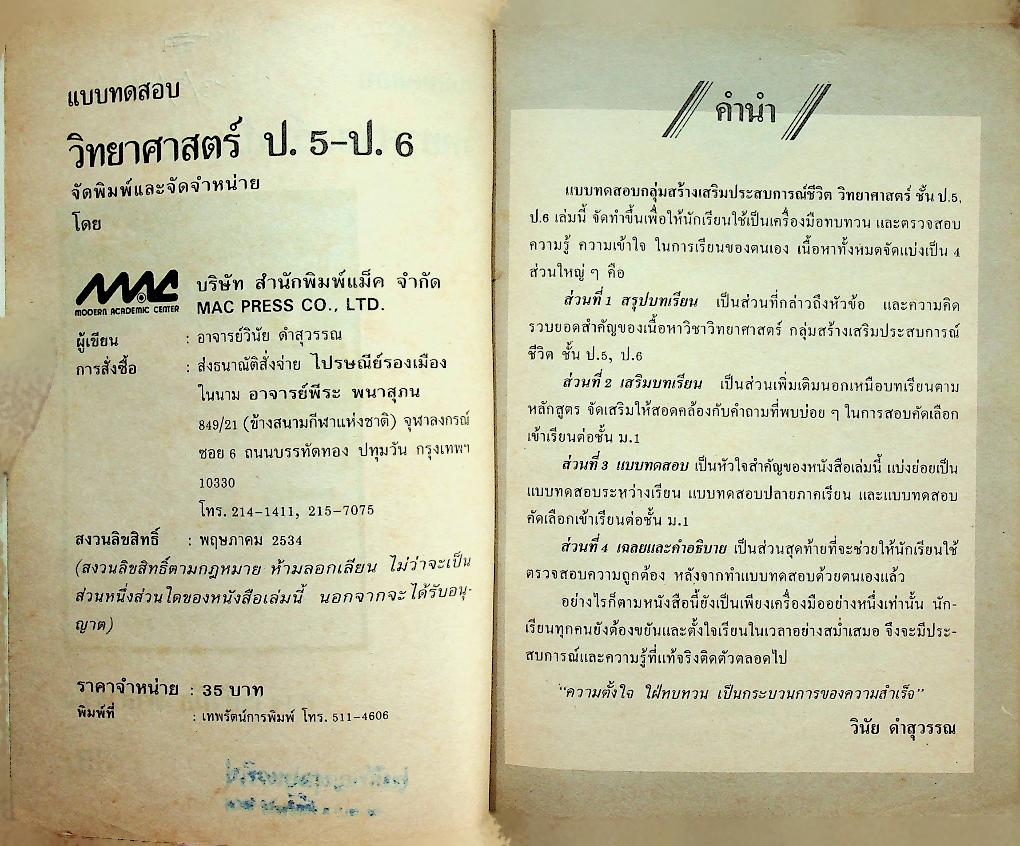 แบบทดสอบ
วิทยาศาสตร์ ป. 5-ป. 6
จัดพิมพ์และจัดจำหน่าย
โดย
MAC
MODERN ACADEMIC CENTER
บริษัท สำนักพิมพ์แม็ค จำกัด
MAC PRESS CO., LTD.
ผู้เขียน : อาจารย์วินัย ดำสุวรรณ
การสั่งซื้อ : ส่งธนาณัติสั่งจ่าย ไปรษณีย์รองเมือง
ในนาม อาจารย์พีระ พนาสุภน
849/21 (ข้างสนามกีฬาแห่งชาติ) จุฬาลงกรณ์
ซอย 6 ถนนบรรทัดทอง ปทุมวัน กรุงเทพฯ
10330
โทร. 214-1411, 215-7075
สงวนลิขสิทธิ์ : พฤษภาคม 2534
(สงวนลิขสิทธิ์ตามกฎหมาย ห้ามลอกเลียน ไม่ว่าจะเป็น
ส่วนหนึ่งส่วนใดของหนังสือเล่มนี้ นอกจากจะได้รับอนุ-
ญาต)
ราคาจำหน่าย : 35 บาท
พิมพ์ที่ : เทพรัตน์การพิมพ์ โทร. 511-4606
คำนำ
แบบทดสอบกลุ่มสร้างเสริมประสบการณ์ชีวิต วิทยาศาสตร์ ชั้น ป.5,
ป.6 เล่มนี้ จัดทำขึ้นเพื่อให้นักเรียนใช้เป็นเครื่องมือทบทวน และตรวจสอบ
ความรู้ ความเข้าใจ ในการเรียนของตนเอง เนื้อหาทั้งหมดจัดแบ่งเป็น 4
ส่วนใหญ่ ๆ คือ
ส่วนที่ 1 สรุปบทเรียน เป็นส่วนที่กล่าวถึงหัวข้อ และความคิด
รวบยอดสำคัญของเนื้อหาวิชาวิทยาศาสตร์ กลุ่มสร้างเสริมประสบการณ์
ชีวิต ชั้น ป.5, ป.6
ส่วนที่ 2 เสริมบทเรียน เป็นส่วนเพิ่มเติมนอกเหนือบทเรียนตาม
หลักสูตร จัดเสริมให้สอดคล้องกับคำถามที่พบบ่อย ๆ ในการสอบคัดเลือก
เข้าเรียนต่อชั้น ม.1
ส่วนที่ 3 แบบทดสอบ เป็นหัวใจสำคัญของหนังสือเล่มนี้ แบ่งย่อยเป็น
แบบทดสอบระหว่างเรียน แบบทดสอบปลายภาคเรียน และแบบทดสอบ
คัดเลือกเข้าเรียนต่อชั้น ม.1
ส่วนที่ 4 เฉลยและคำอธิบาย เป็นส่วนสุดท้ายที่จะช่วยให้นักเรียนใช้
ตรวจสอบความถูกต้อง หลังจากทำแบบทดสอบด้วยตนเองแล้ว
อย่างไรก็ตามหนังสือนี้ยังเป็นเพียงเครื่องมืออย่างหนึ่งเท่านั้น นัก-
เรียนทุกคนยังต้องขยันและตั้งใจเรียนในเวลาอย่างสม่ำเสมอ จึงจะมีประ-
สบการณ์และความรู้ที่แท้จริงติดตัวตลอดไป
"ความตั้งใจ ใฝ่ทบทวน เป็นกระบวนการของความสำเร็จ"
วินัย ดำสุวรรณ